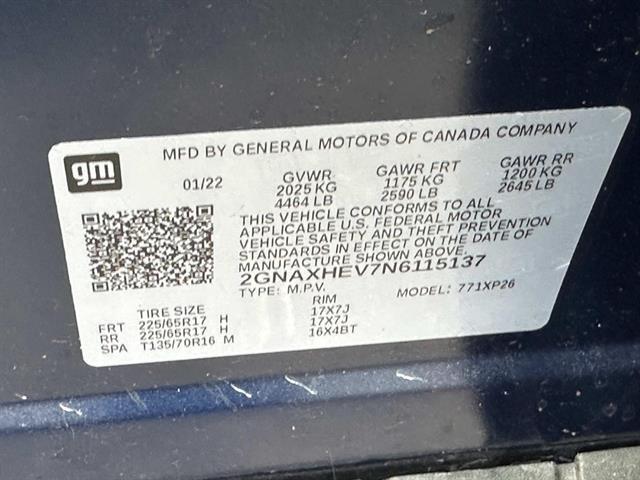 gm
MFD BY GENERAL MOTORS OF CANADA COMPANY
01/22 GVWR GAWR FRT GAWR RR
2025 KG 1175 KG 1200 KG
4464 LB 2590 LB 2645 LB
THIS VEHICLE CONFORMS TO ALL
APPLICABLE U.S. FEDERAL MOTOR
VEHICLE SAFETY AND THEFT PREVENTION
STANDARDS IN EFFECT ON THE DATE OF
MANUFACTURE SHOWN ABOVE.
2GNAXHEV7N6115137
TYPE: M.P.V. MODEL: 771XP26
TIRE SIZE RIM
FRT 225/65R17 H 17X7J
RR 225/65R17 H 17X7J
SPA T135/70R16 M 16X4BT